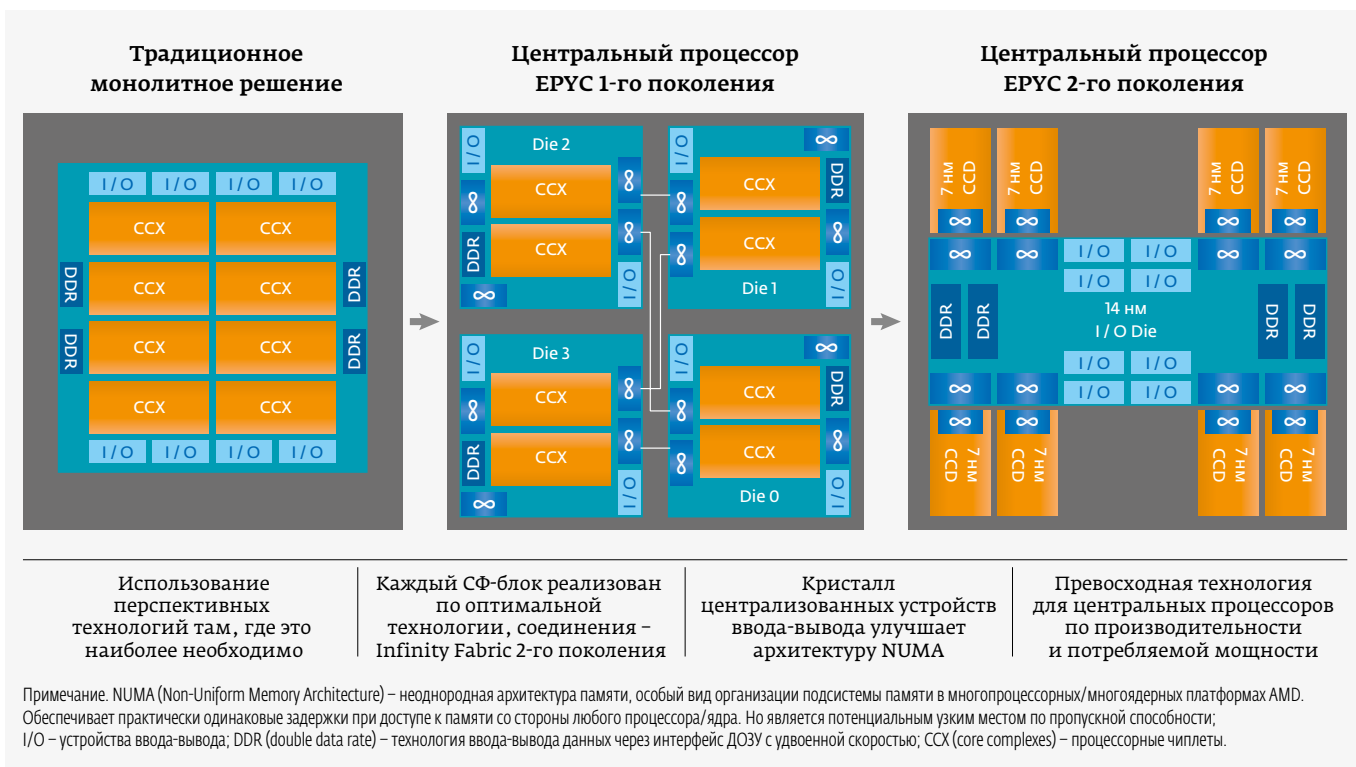 Традиционное
монолитное решение
Центральный процессор
EPYC 1-го поколения
Центральный процессор
EPYC 2-го поколения
I/O I/O I/O I/O
CCX CCX
DDR CCX CCX DDR
DDR CCX CCX DDR
CCX CCX
I/O I/O I/O I/O
I/O Die 2 ∞
CCX
∞ ∞
CCX
DDR I/O
∞
I/O ∞
CCX DDR
∞ ∞
CCX
∞ Die 1 I/O
I/O Die 3
CCX ∞
∞ ∞
CCX
DDR I/O
∞
I/O ∞
CCX DDR
∞ ∞
CCX
∞ Die 0 I/O
7 нм CCD 7 нм CCD 7 нм CCD 7 нм CCD
∞ ∞ ∞ ∞
∞ ∞ I/O I/O ∞ ∞
I/O I/O
DDR DDR 14 нм DDR DDR
I/O Die
I/O I/O
∞ ∞ I/O I/O ∞ ∞
∞ ∞ ∞ ∞
7 нм CCD 7 нм CCD 7 нм CCD 7 нм CCD
Использование
перспективных
технологий там, где это
наиболее необходимо
Каждый СФ-блок реализован
по оптимальной
технологии, соединения –
Infinity Fabric 2-го поколения
Кристалл
централизованных устройств
ввода-вывода улучшает
архитектуру NUMA
Превосходная технология
для центральных процессоров
по производительности
и потребляемой мощности
Примечание. NUMA (Non-Uniform Memory Architecture) – неоднородная архитектура памяти, особый вид организации подсистемы памяти в многопроцессорных/многоядерных платформах AMD.
Обеспечивает практически одинаковые задержки при доступе к памяти со стороны любого процессора/ядра. Но является потенциальным узким местом по пропускной способности;
I/O – устройства ввода-вывода; DDR (double data rate) – технология ввода-вывода данных через интерфейс ДОЗУ с удвоенной скоростью; CCX (core complexes) – процессорные чиплеты.